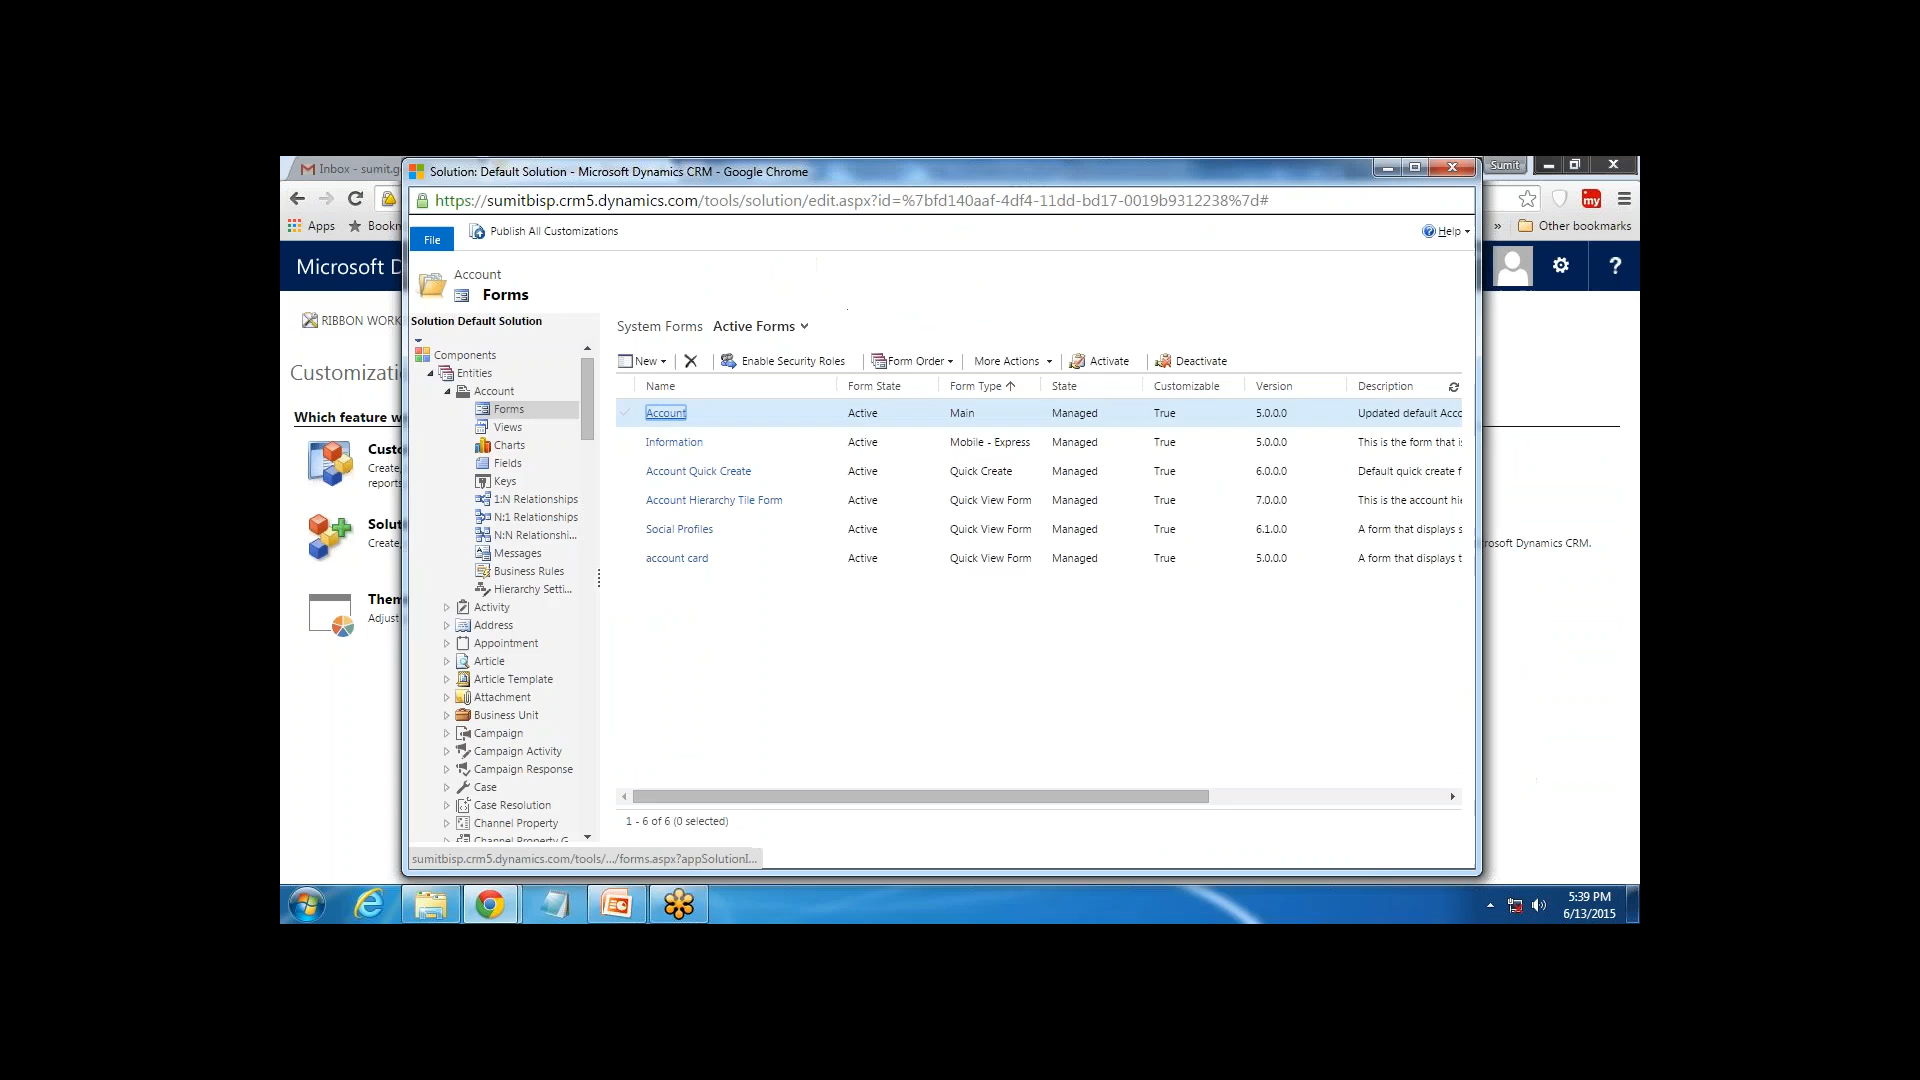 Inbox - sumit.g
Solution: Default Solution - Microsoft Dynamics CRM - Google Chrome
Sumit
https://sumitbisp.crm5.dynamics.com/tools/solution/edit.aspx?id=%7bfd140aaf-4df4-11dd-bd17-0019b9312238%7d#
my
Apps
Bookn
» Other bookmarks
File
Publish All Customizations
Help
Microsoft D
?
Account
Forms
RIBBON WORK
Solution Default Solution
System Forms Active Forms
Components
New
Enable Security Roles
Form Order
More Actions
Activate
Deactivate
Entities
Customizati
Name Form State Form Type State Customizable Version Description
Account
Forms
Account Active Main Managed True 5.0.0.0 Updated default Acc
Which feature w
Views
Information Active Mobile - Express Managed True 5.0.0.0 This is the form that i
Charts
Custo
Fields
Create,
Account Quick Create Active Quick Create Managed True 6.0.0.0 Default quick create f
reports
Keys
1:N Relationships
Account Hierarchy Tile Form Active Quick View Form Managed True 7.0.0.0 This is the account hi
N:1 Relationships
Solut
Social Profiles Active Quick View Form Managed True 6.1.0.0 A form that displays s
N:N Relationshi...
Create,
rosoft Dynamics CRM.
Messages
account card Active Quick View Form Managed True 5.0.0.0 A form that displays t
Business Rules
Hierarchy Setti...
Them
Activity
Adjust
Address
Appointment
Article
Article Template
Attachment
Business Unit
Campaign
Campaign Activity
Campaign Response
Case
Case Resolution
Channel Property
Channel Property G
1 - 6 of 6 (0 selected)
sumitbisp.crm5.dynamics.com/tools/.../forms.aspx?appSolutionI...
5:39 PM
6/13/2015